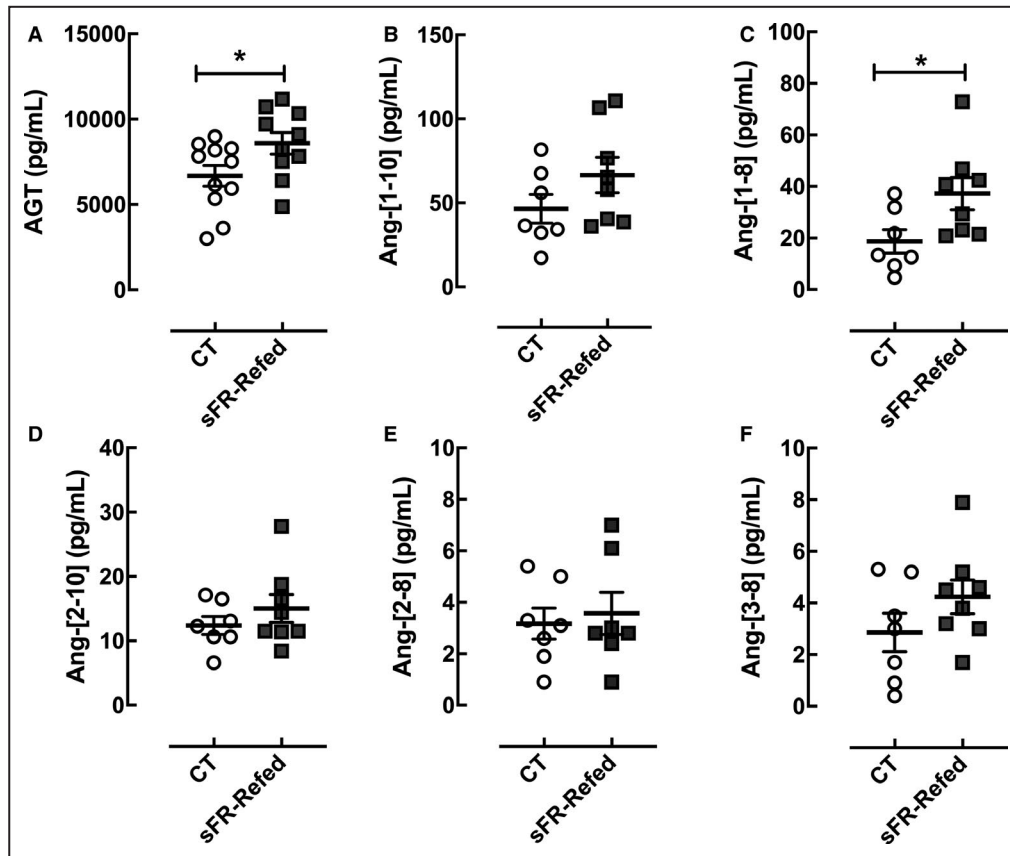 A
AGT (pg/mL)
15000
10000
5000
0
*
CT
sFR-Refed
B
Ang-[1-10] (pg/mL)
150
100
50
0
CT
sFR-Refed
C
Ang-[1-8] (pg/mL)
100
80
60
40
20
0
*
CT
sFR-Refed
D
Ang-[2-10] (pg/mL)
40
30
20
10
0
CT
sFR-Refed
E
Ang-[2-8] (pg/mL)
10
8
6
4
2
0
CT
sFR-Refed
F
Ang-[3-8] (pg/mL)
10
8
6
4
2
0
CT
sFR-Refed